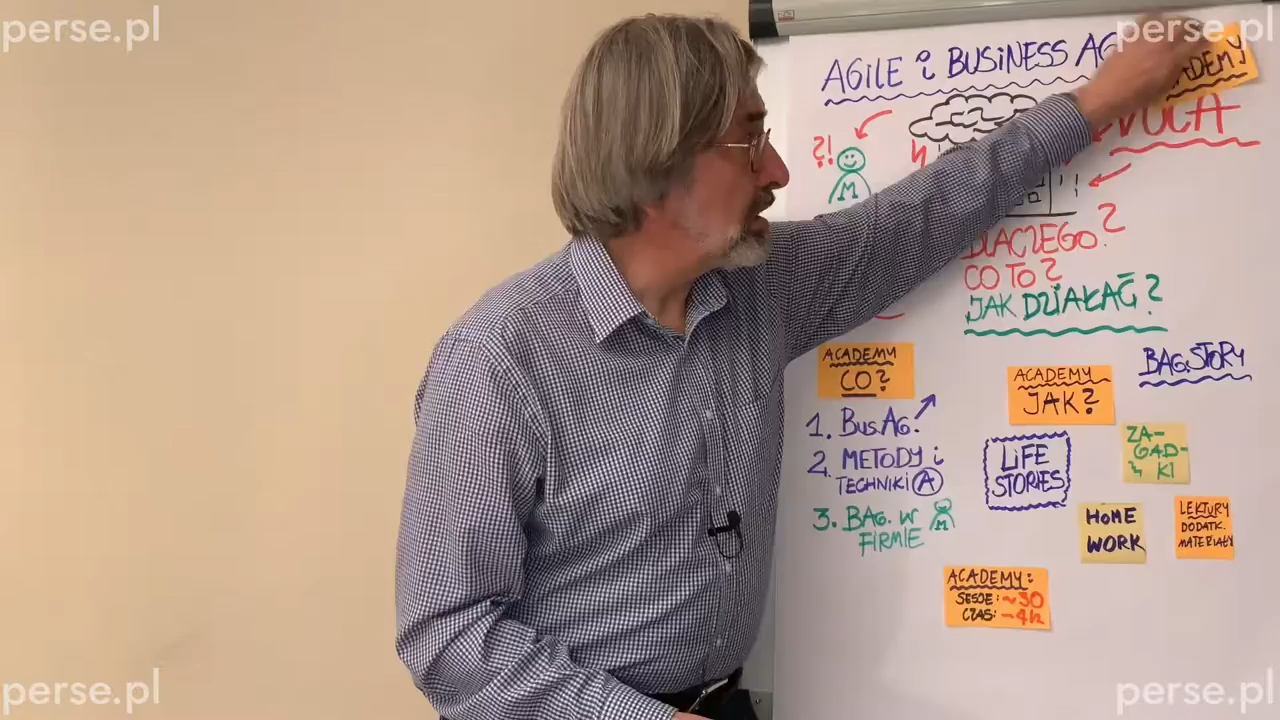 perse.pl
perse.pl
AGiLE i BUSiNESS AG
ADEMY
VUCA
?!
M
DLACZEGO?
CO TO?
JAK DZIAŁAĆ?
ACADEMY
CO?
1. Bus.AG.
2. METODY i
TECHNIKi A
3. BAG. W
FIRMIE
ACADEMY
JAK?
BAG.STORY
LiFE
STORIES
ZA-
GAD-
KI
HOME
WORK
LEKTURY
DODATK.
MATERIAŁY
ACADEMY:
SESJE: ~30
CZAS: ~4h
perse.pl
perse.pl